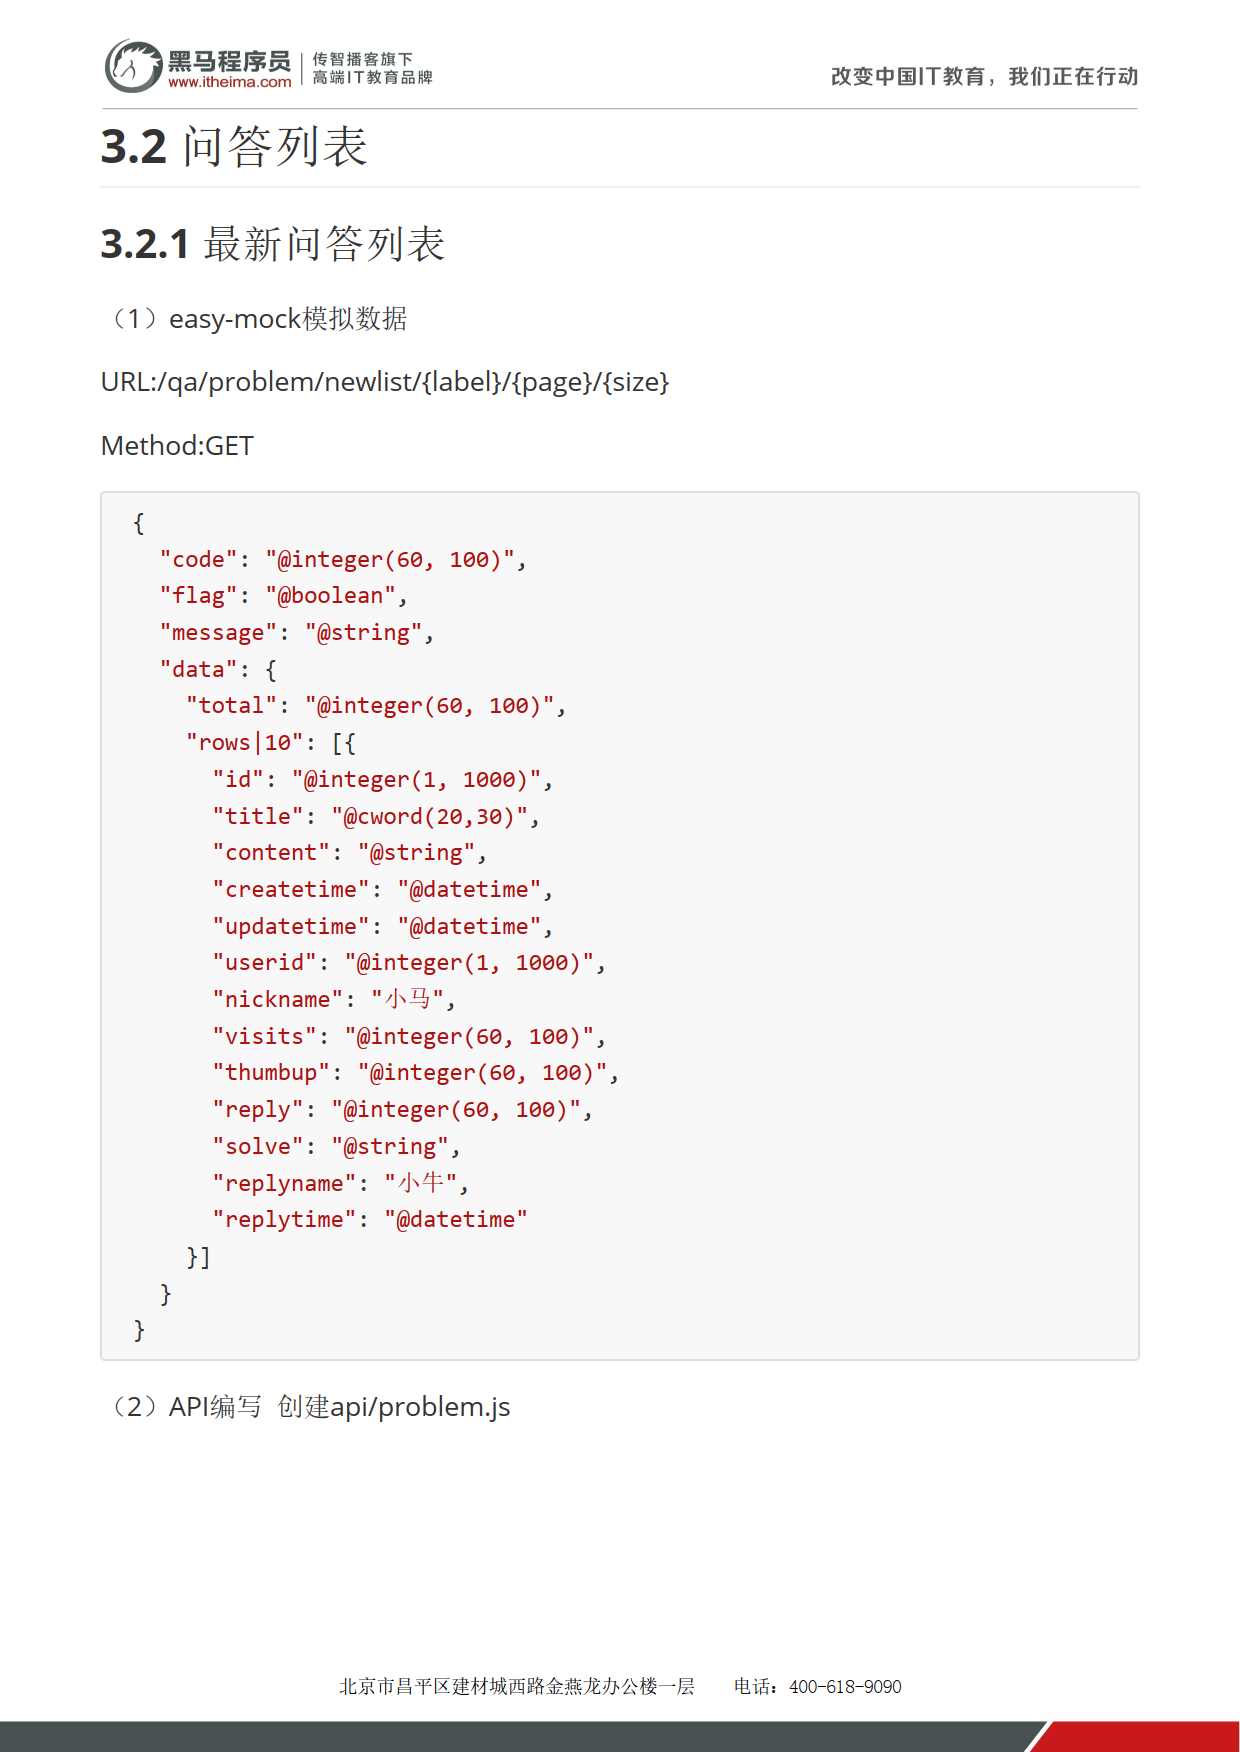 黑马程序员
www.itheima.com
传智播客旗下
高端IT教育品牌
改变中国IT教育，我们正在行动
3.2 问答列表
3.2.1 最新问答列表
（1）easy-mock模拟数据
URL:/qa/problem/newlist/{label}/{page}/{size}
Method:GET
{
  "code": "@integer(60, 100)",
  "flag": "@boolean",
  "message": "@string",
  "data": {
    "total": "@integer(60, 100)",
    "rows|10": [{
      "id": "@integer(1, 1000)",
      "title": "@cword(20,30)",
      "content": "@string",
      "createtime": "@datetime",
      "updatetime": "@datetime",
      "userid": "@integer(1, 1000)",
      "nickname": "小马",
      "visits": "@integer(60, 100)",
      "thumbup": "@integer(60, 100)",
      "reply": "@integer(60, 100)",
      "solve": "@string",
      "replyname": "小牛",
      "replytime": "@datetime"
    }]
  }
}
（2）API编写 创建api/problem.js
北京市昌平区建材城西路金燕龙办公楼一层 电话：400-618-9090